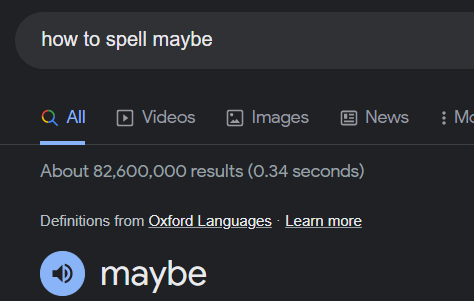 how to spell maybe
All Videos Images News Mo
About 82,600,000 results (0.34 seconds)
Definitions from Oxford Languages · Learn more
maybe